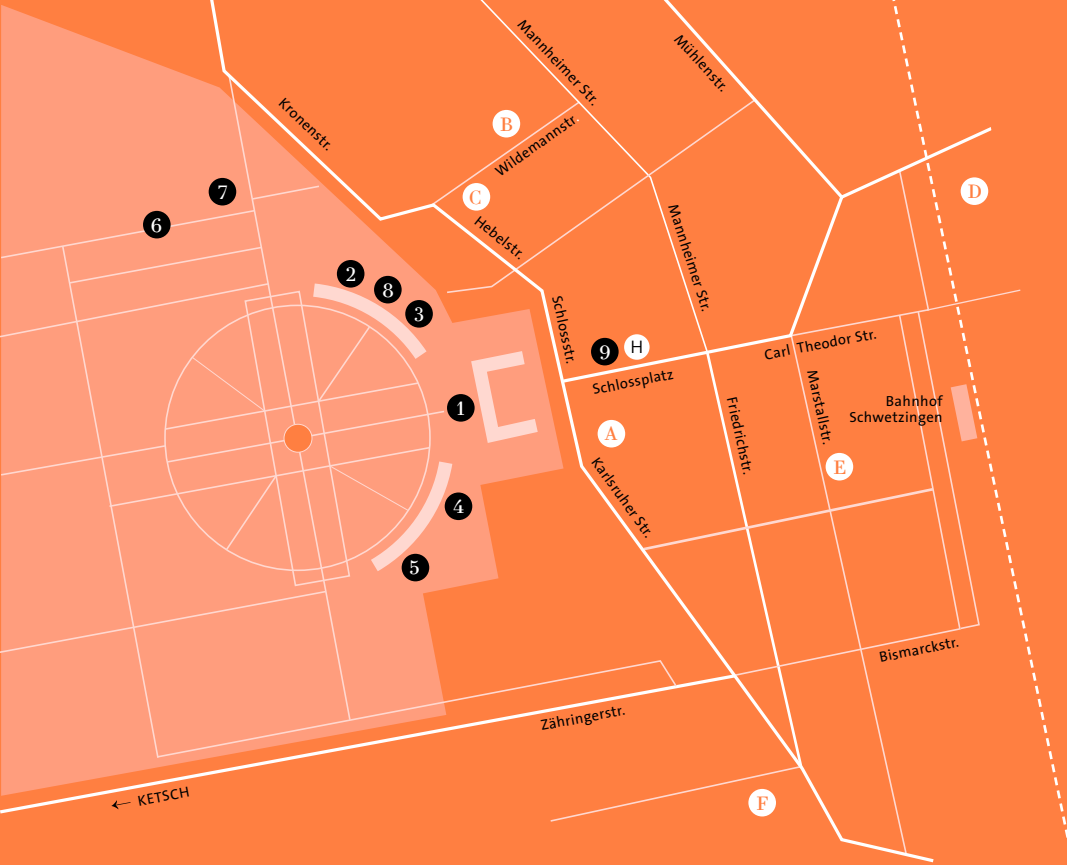 Mannheimer Str.
Mühlenstr.
Kronenstr.
B
Wildemannstr.
7
D
C
6
Hebelstr.
Mannheimer Str.
2
8
3
Schlossstr.
9
H
Carl Theodor Str.
Schlossplatz
Marstallstr.
1
Friedrichstr.
Bahnhof
Schwetzingen
A
E
Karlsruher Str.
4
5
Bismarckstr.
Zähringerstr.
← KETSCH
F